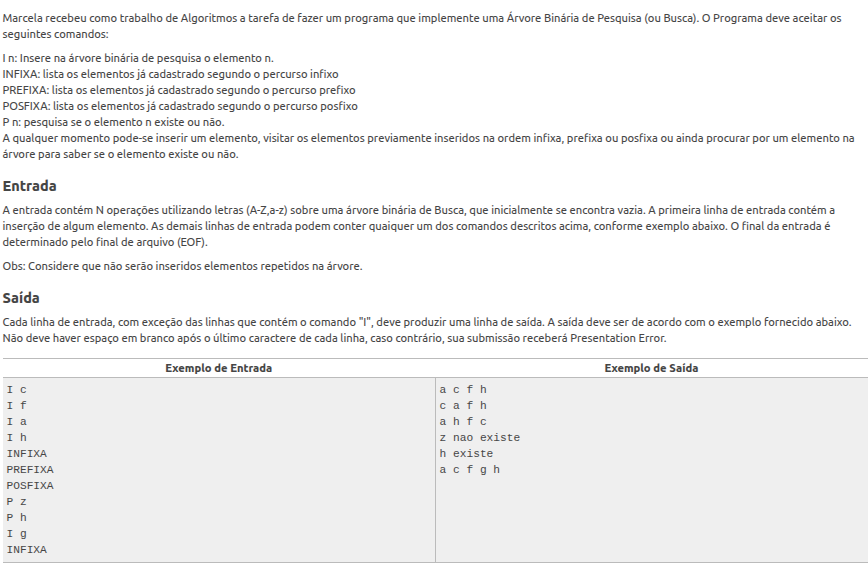 Marcela recebeu como trabalho de Algoritmos a tarefa de fazer um programa que implemente uma Árvore Binária de Pesquisa (ou Busca). O Programa deve aceitar os
seguintes comandos:
I n: Insere na árvore binária de pesquisa o elemento n.
INFIXA: lista os elementos já cadastrado segundo o percurso infixo
PREFIXA: lista os elementos já cadastrado segundo o percurso prefixo
POSFIXA: lista os elementos já cadastrado segundo o percurso posfixo
P n: pesquisa se o elemento n existe ou não.
A qualquer momento pode-se inserir um elemento, visitar os elementos previamente inseridos na ordem infixa, prefixa ou posfixa ou ainda procurar por um elemento na
árvore para saber se o elemento existe ou não.
Entrada
A entrada contém N operações utilizando letras (A-Z,a-z) sobre uma árvore binária de Busca, que inicialmente se encontra vazia. A primeira linha de entrada contém a
inserção de algum elemento. As demais linhas de entrada podem conter quaiquer um dos comandos descritos acima, conforme exemplo abaixo. O final da entrada é
determinado pelo final de arquivo (EOF).
Obs: Considere que não serão inseridos elementos repetidos na árvore.
Saída
Cada linha de entrada, com exceção das linhas que contém o comando "I", deve produzir uma linha de saída. A saída deve ser de acordo com o exemplo fornecido abaixo.
Não deve haver espaço em branco após o último caractere de cada linha, caso contrário, sua submissão receberá Presentation Error.
Exemplo de Entrada
I c
I f
I a
I h
INFIXA
PREFIXA
POSFIXA
P z
P h
I g
INFIXA
Exemplo de Saída
a c f h
c a f h
a h f c
z nao existe
h existe
a c f g h